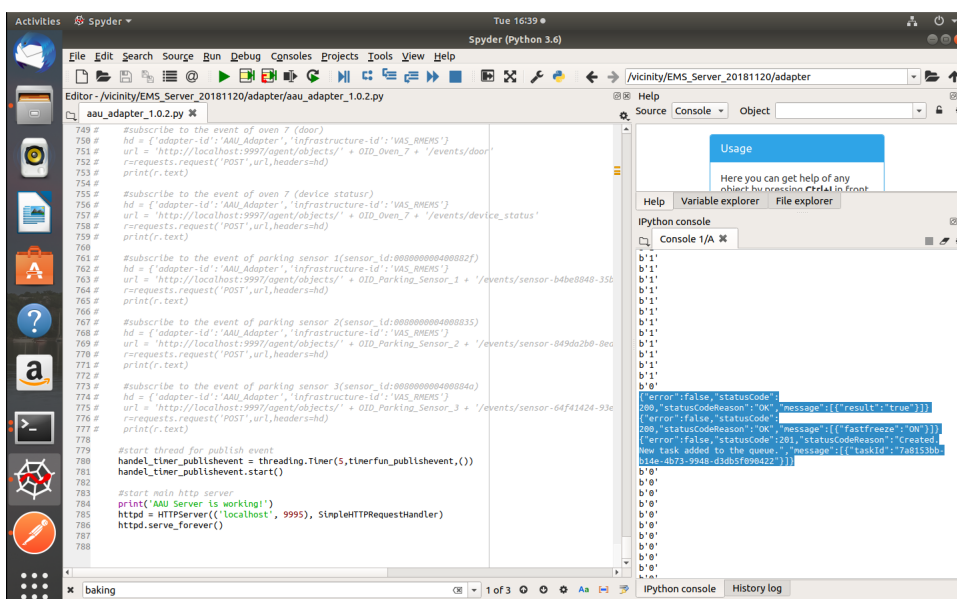 Activities Spyder Tue 16:39
Spyder (Python 3.6)
File Edit Search Source Run Debug Consoles Projects Tools View Help
/vicinity/EMS_Server_20181120/adapter
Editor - /vicinity/EMS_Server_20181120/adapter/aau_adapter_1.0.2.py
aau_adapter_1.0.2.py
749 # #subscribe to the event of oven 7 (door)
750 # hd = {'adapter-id':'AAU_Adapter','infrastructure-id':'VAS_RMEMS'}
751 # url = 'http://localhost:9997/agent/objects/' + OID_Oven_7 + '/events/door'
752 # r=requests.request('POST',url,headers=hd)
753 # print(r.text)
754 #
755 # #subscribe to the event of oven 7 (device statusr)
756 # hd = {'adapter-id':'AAU_Adapter','infrastructure-id':'VAS_RMEMS'}
757 # url = 'http://localhost:9997/agent/objects/' + OID_Oven_7 + '/events/device_status'
758 # r=requests.request('POST',url,headers=hd)
759 # print(r.text)
760
761 # #subscribe to the event of parking sensor 1(sensor_id:008000000400882f)
762 # hd = {'adapter-id':'AAU_Adapter','infrastructure-id':'VAS_RMEMS'}
763 # url = 'http://localhost:9997/agent/objects/' + OID_Parking_Sensor_1 + '/events/sensor-b4be8848-35b
764 # r=requests.request('POST',url,headers=hd)
765 # print(r.text)
766 #
767 # #subscribe to the event of parking sensor 2(sensor_id:0080000004008835)
768 # hd = {'adapter-id':'AAU_Adapter','infrastructure-id':'VAS_RMEMS'}
769 # url = 'http://localhost:9997/agent/objects/' + OID_Parking_Sensor_2 + '/events/sensor-849da2b0-8ea
770 # r=requests.request('POST',url,headers=hd)
771 # print(r.text)
772 #
773 # #subscribe to the event of parking sensor 3(sensor_id:008000000400884a)
774 # hd = {'adapter-id':'AAU_Adapter','infrastructure-id':'VAS_RMEMS'}
775 # url = 'http://localhost:9997/agent/objects/' + OID_Parking_Sensor_3 + '/events/sensor-64f41424-93e
776 # r=requests.request('POST',url,headers=hd)
777 # print(r.text)
778
779 #start thread for publish event
780 handel_timer_publishevent = threading.Timer(5,timerfun_publishevent,())
781 handel_timer_publishevent.start()
782
783 #start main http server
784 print('AAU Server is working!')
785 httpd = HTTPServer(('localhost', 9995), SimpleHTTPRequestHandler)
786 httpd.serve_forever()
787
788
baking 1 of 3 Aa
Help
Source Console Object
Usage
Here you can get help of any
object by pressing Ctrl+I in front
Help Variable explorer File explorer
IPython console
Console 1/A
b'1'
b'1'
b'1'
b'1'
b'1'
b'1'
b'1'
b'1'
b'1'
b'1'
b'1'
b'0'
{"error":false,"statusCode":
200,"statusCodeReason":"OK","message":[{"result":"true"}]}
{"error":false,"statusCode":
200,"statusCodeReason":"OK","message":[{"fastfreeze":"ON"}]}
{"error":false,"statusCode":201,"statusCodeReason":"Created.
New task added to the queue.","message":[{"taskId":"7a8153bb-
b14e-4b73-9948-d3db5f090422"}]}
b'0'
b'0'
b'0'
b'0'
b'0'
b'0'
b'0'
b'0'
b'0'
b'0'
IPython console History log